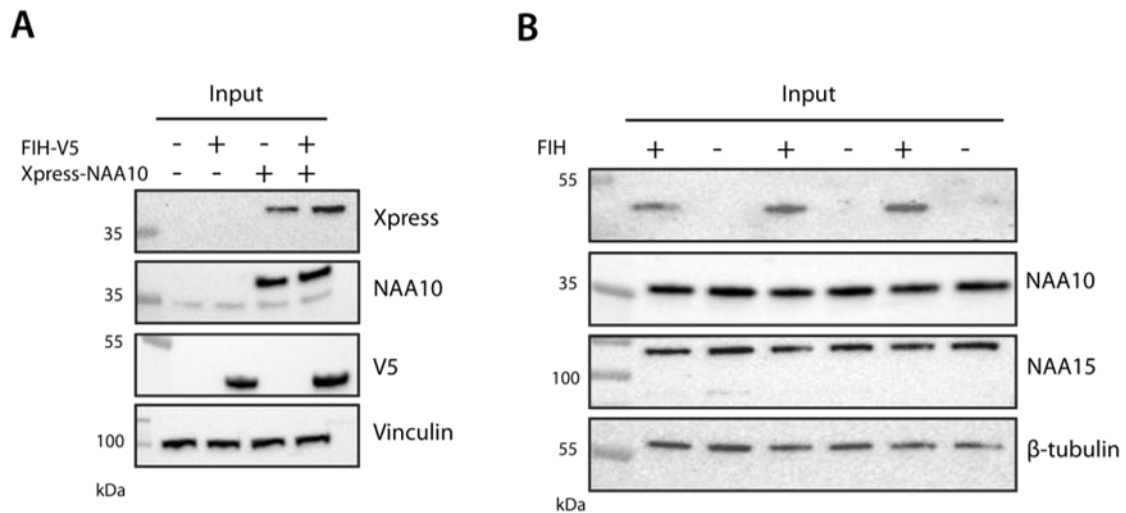 A
Input
FIH-V5 - + - +
Xpress-NAA10 - - + +
35
Xpress
35
NAA10
55
V5
100
Vinculin
kDa
B
Input
FIH + - + - + -
55
35
NAA10
100
NAA15
55
β-tubulin
kDa